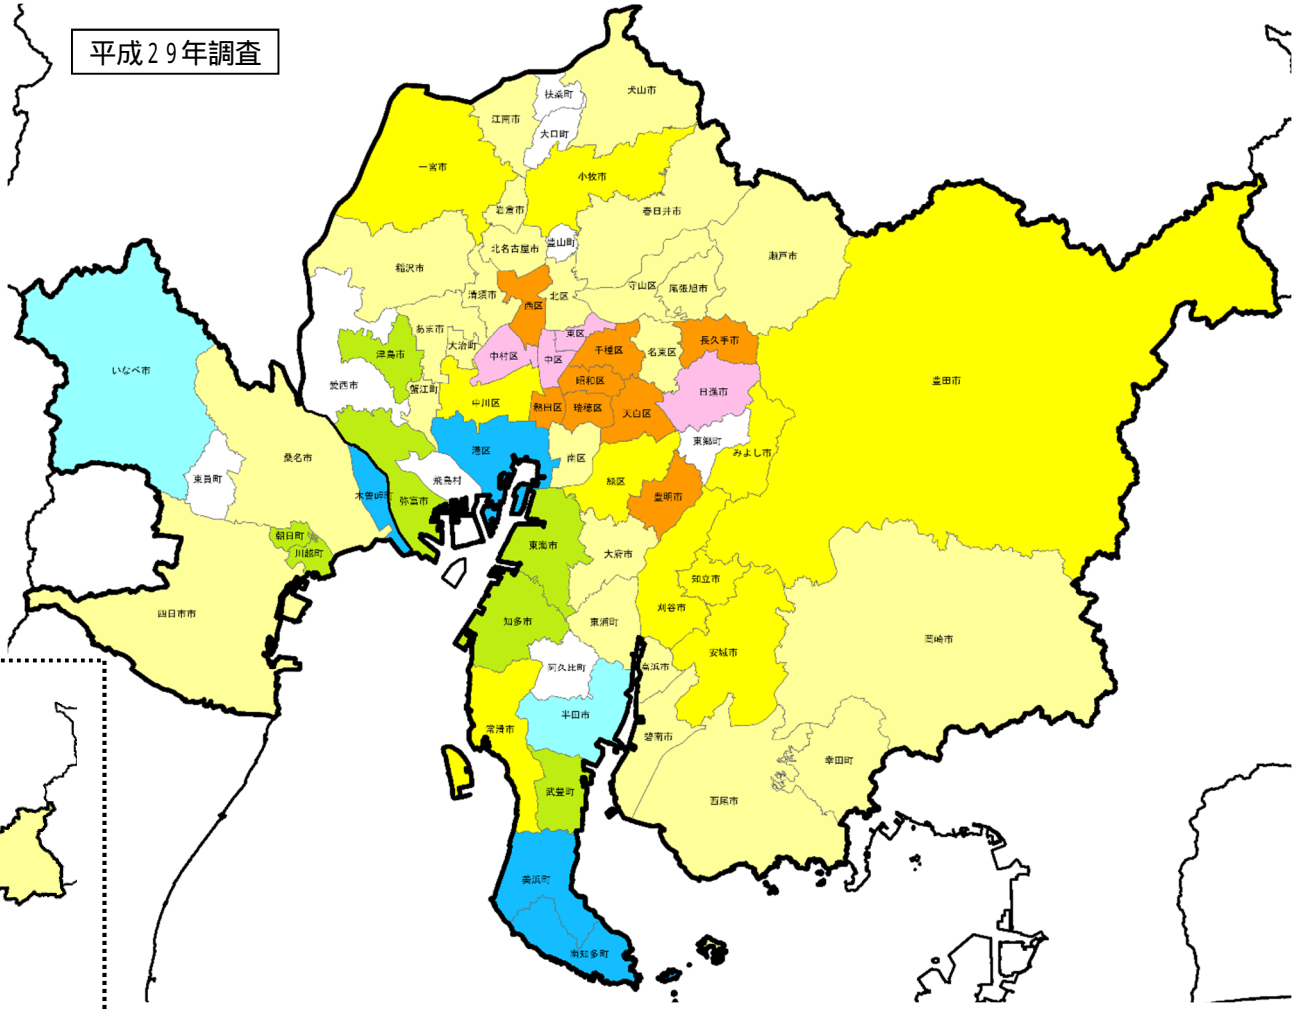 平成29年調査
犬山市
扶桑町
江南市
大口町
一宮市
小牧市
岩倉市
春日井市
豊山町
北名古屋市
瀬戸市
稲沢市
守山区
尾張旭市
清須市
北区
西区
あま市
東区
長久手市
大治町
千種区
名東区
津島市
中村区
中区
いなべ市
昭和区
豊田市
愛西市
蟹江町
日進市
中川区
熱田区
瑞穂区
天白区
東郷町
港区
みよし市
桑名市
南区
東員町
飛島村
緑区
木曽岬町
弥富市
豊明市
朝日町
東海市
川越町
大府市
知立市
刈谷市
四日市市
知多市
東浦町
岡崎市
安城市
阿久比町
高浜市
半田市
常滑市
碧南市
幸田町
武豊町
西尾市
美浜町
南知多町